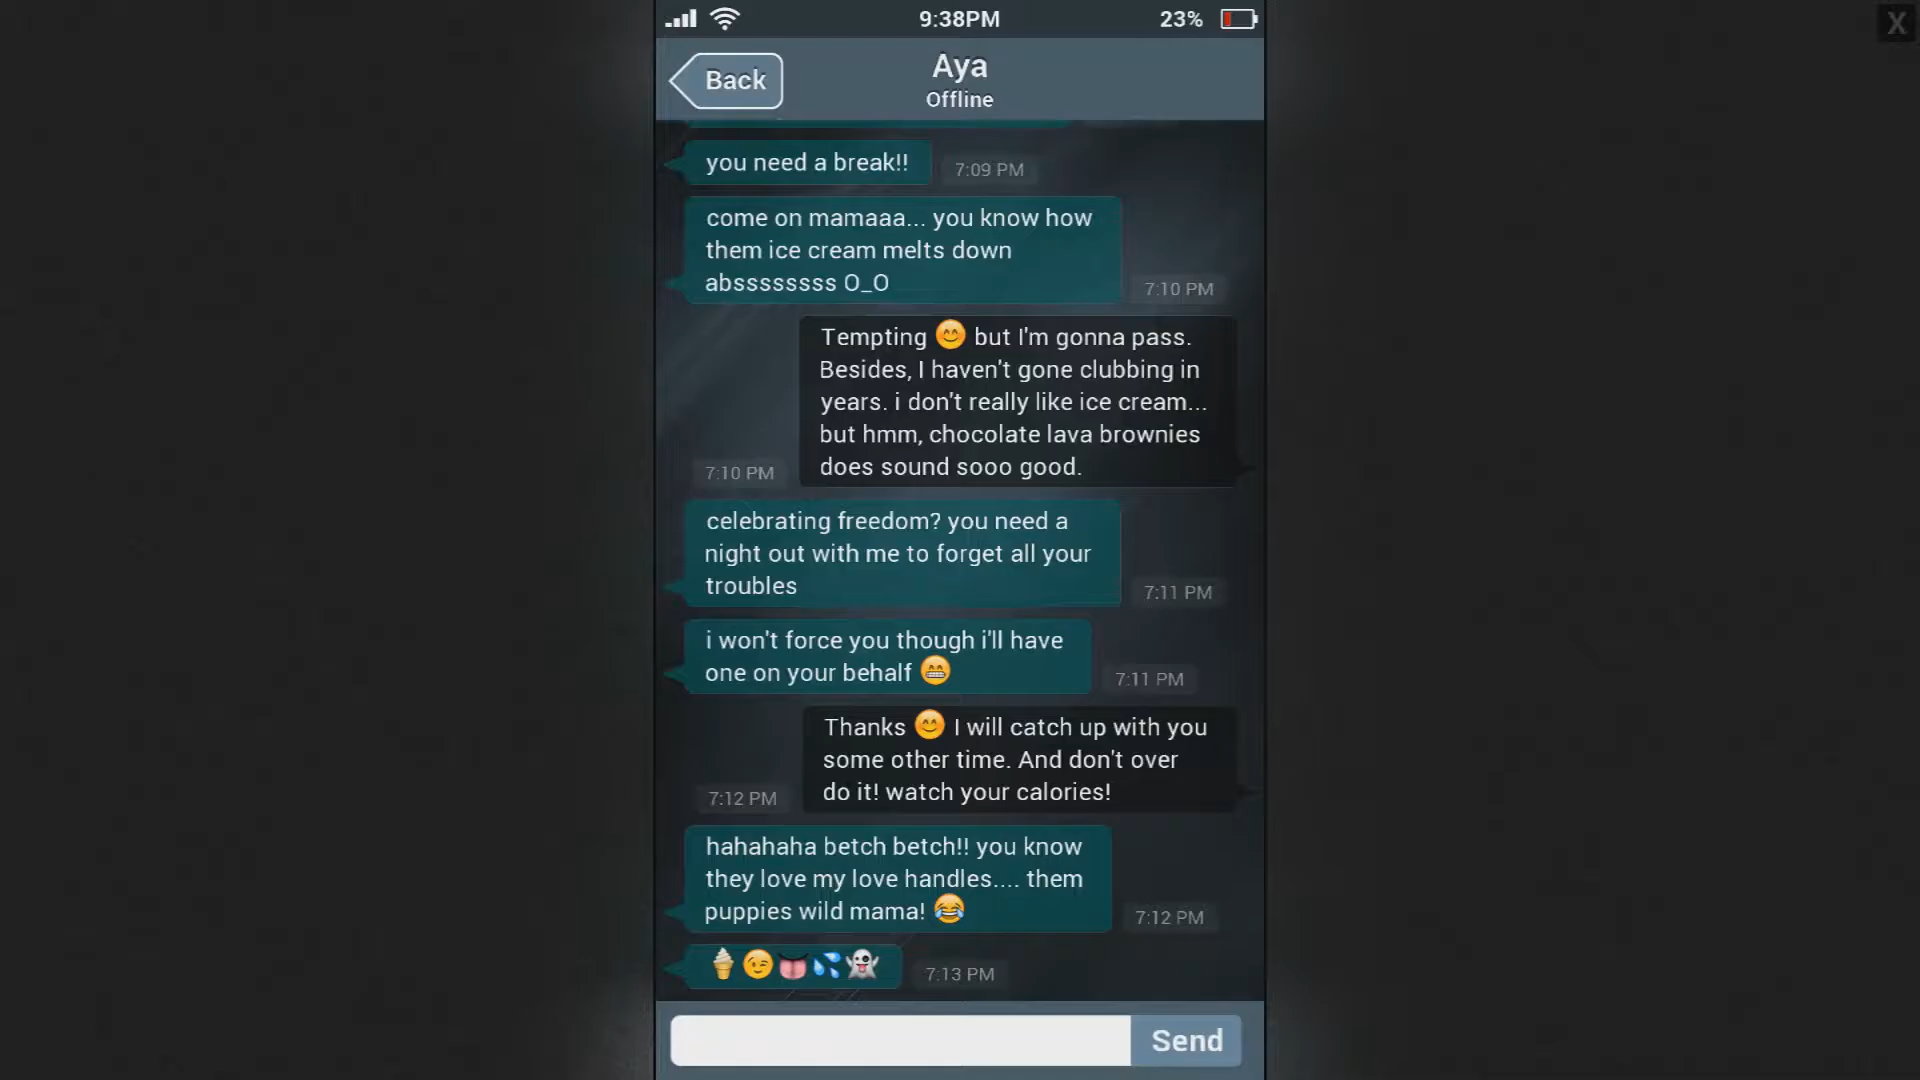 9:38PM
23%
X
Back
Aya
Offline
you need a break!!
7:09 PM
come on mamaaa... you know how
them ice cream melts down
abssssssss O_O
7:10 PM
Tempting 😊 but I'm gonna pass.
Besides, I haven't gone clubbing in
years. i don't really like ice cream...
but hmm, chocolate lava brownies
does sound sooo good.
7:10 PM
celebrating freedom? you need a
night out with me to forget all your
troubles
7:11 PM
i won't force you though i'll have
one on your behalf 😁
7:11 PM
Thanks 😊 I will catch up with you
some other time. And don't over
do it! watch your calories!
7:12 PM
hahahaha betch betch!! you know
they love my love handles.... them
puppies wild mama! 😂
7:12 PM
🍦😉👅💦👻
7:13 PM
Send